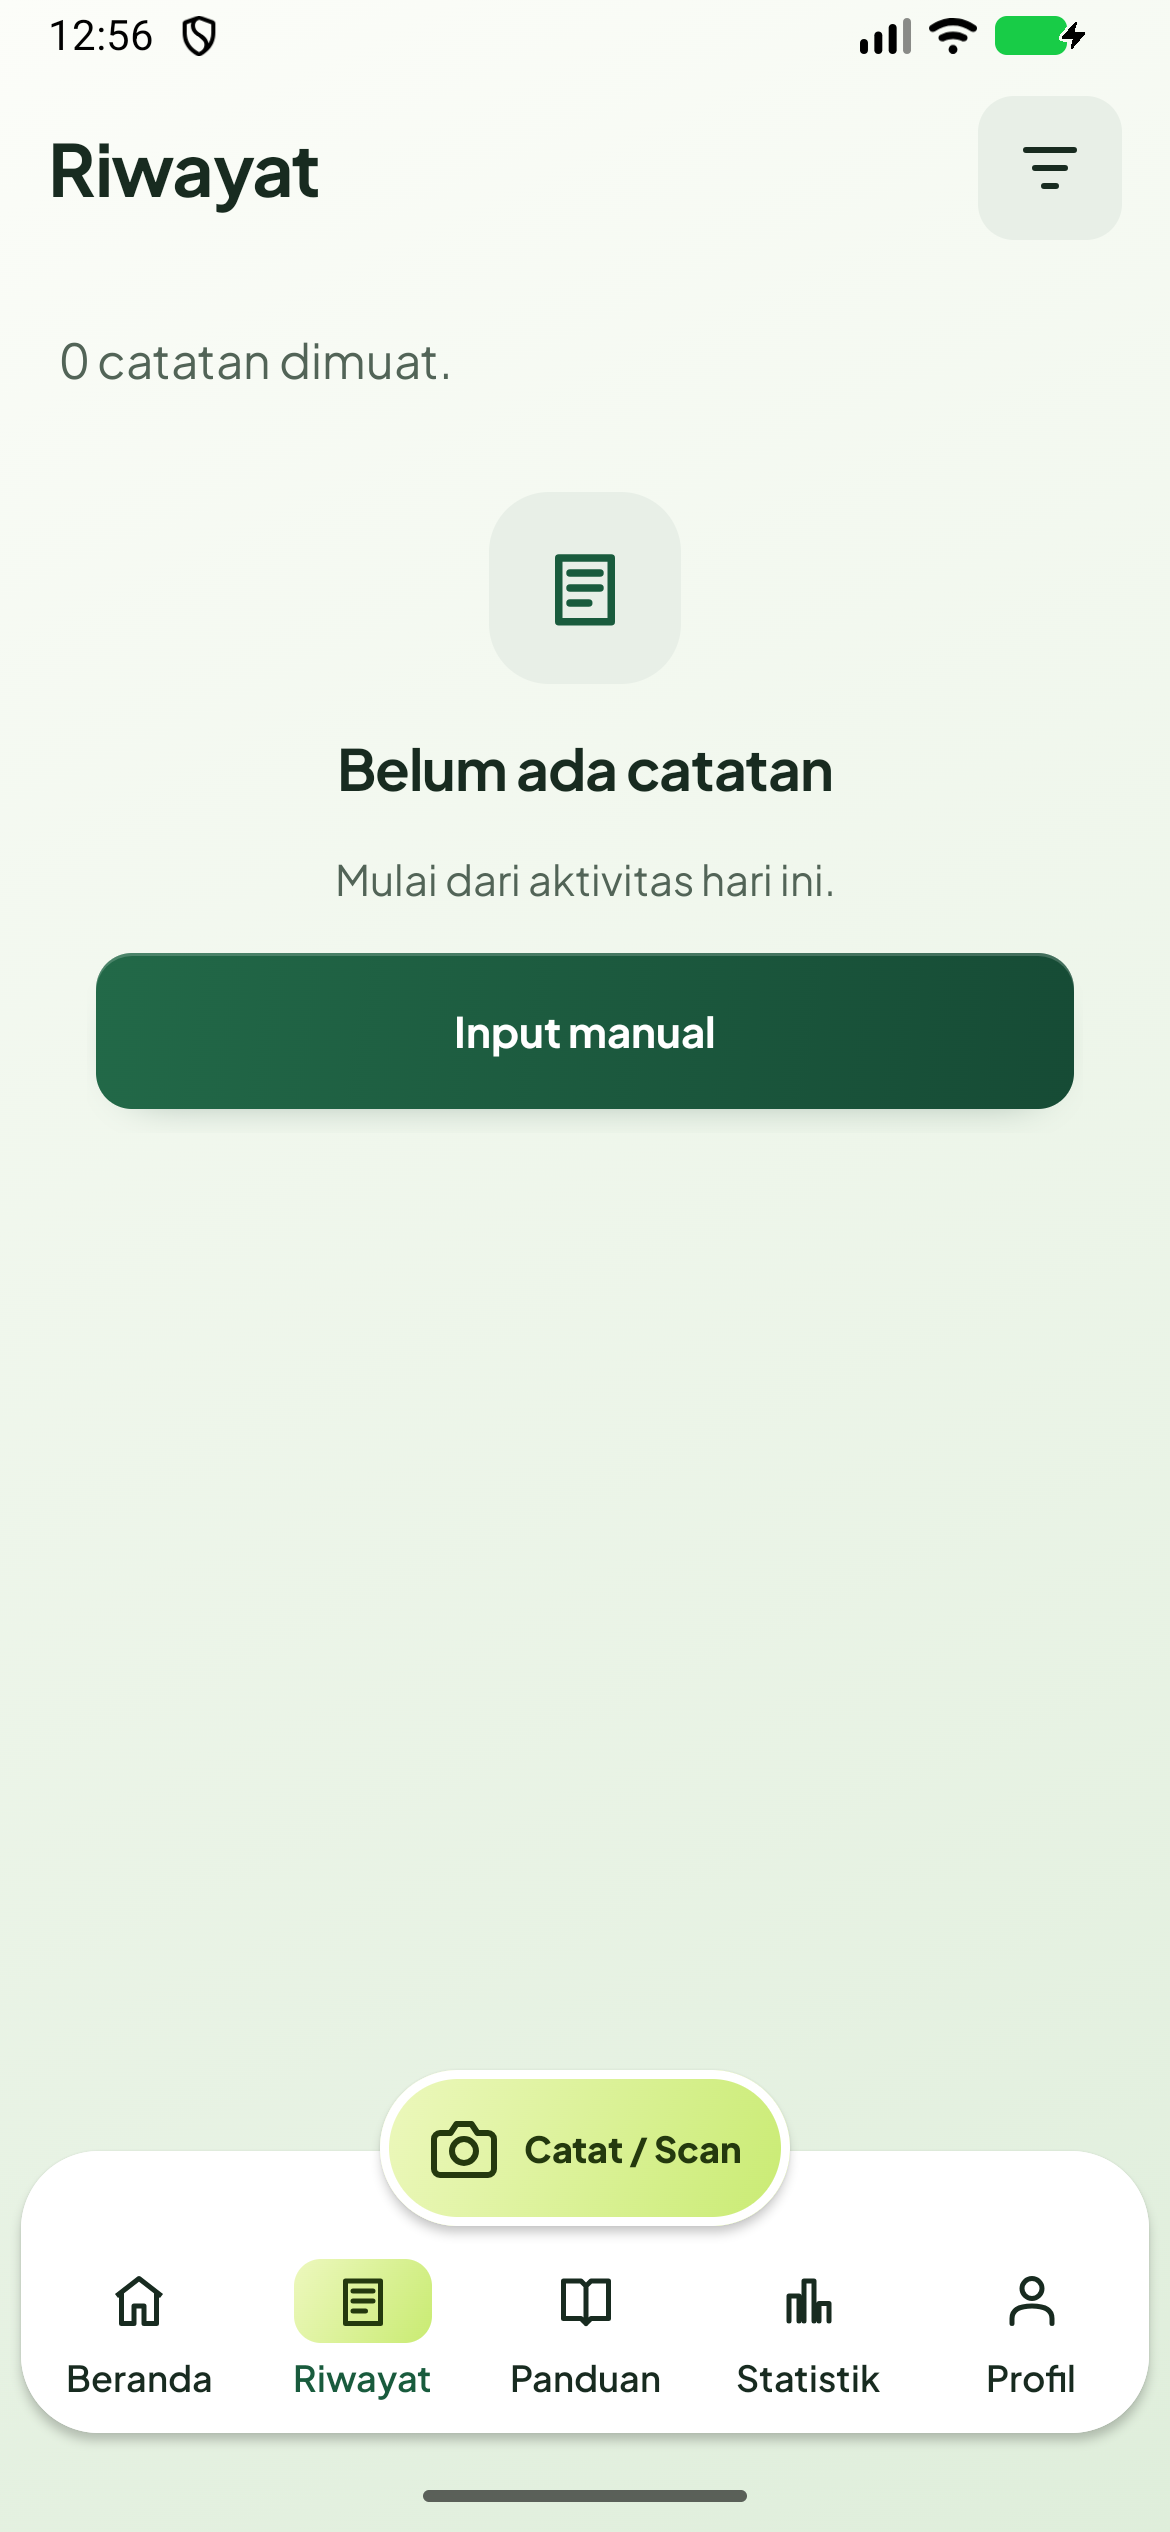 12:56
Riwayat
0 catatan dimuat.
Belum ada catatan
Mulai dari aktivitas hari ini.
Input manual
Catat / Scan
Beranda
Riwayat
Panduan
Statistik
Profil